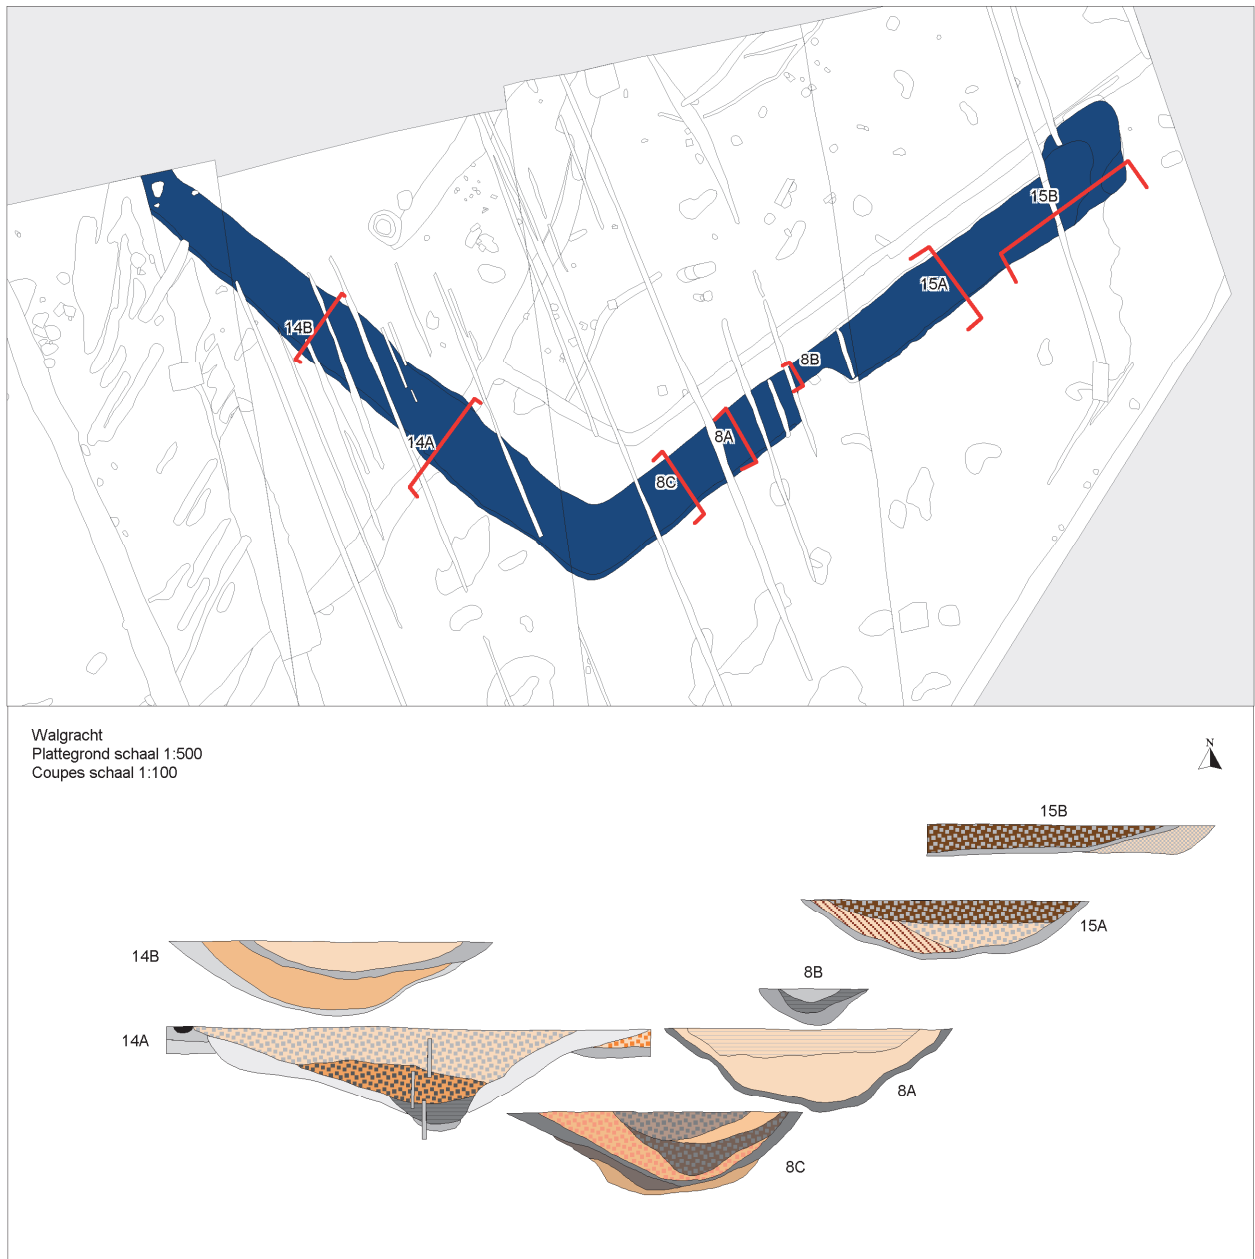 15B
15A
14B
8B
14A
8A
8C
Walgracht
Plattegrond schaal 1:500
Coupes schaal 1:100
N
15B
15A
14B
8B
14A
8A
8C